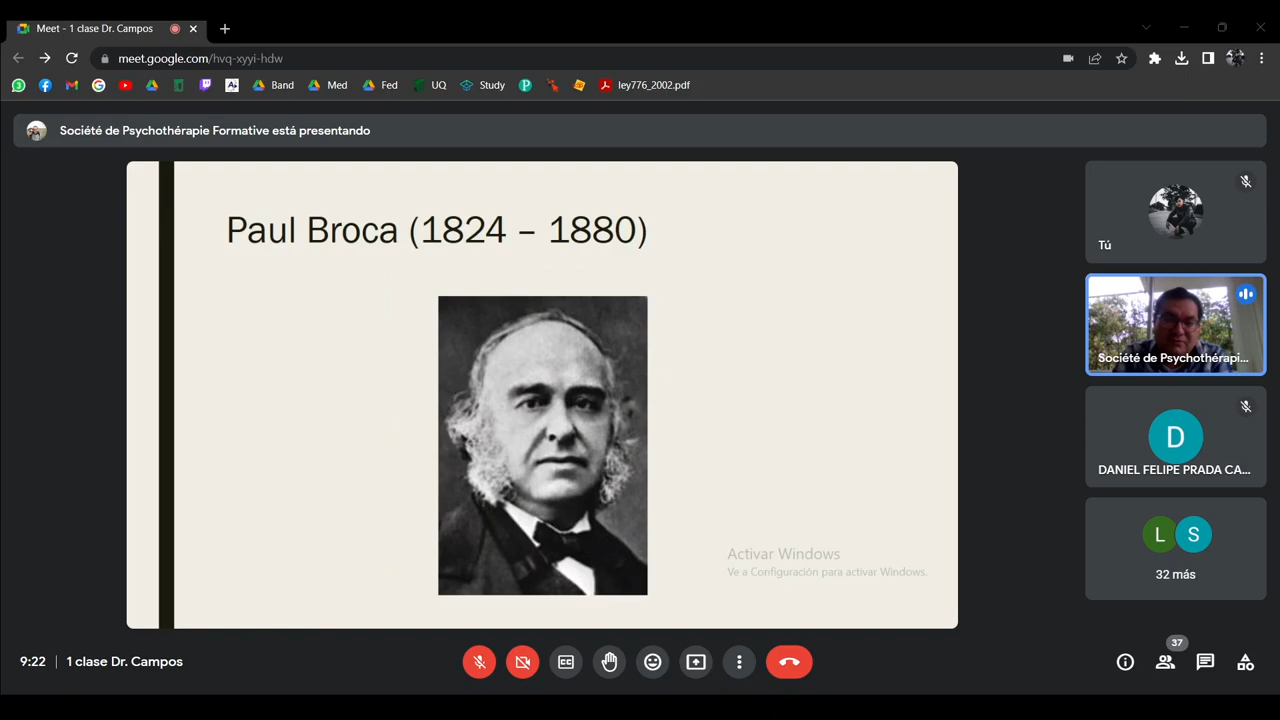 Meet - 1 clase Dr. Campos
meet.google.com/hvq-xyyi-hdw
3
Band
Med
Fed
UQ
Study
ley776_2002.pdf
Société de Psychothérapie Formative está presentando
Paul Broca (1824 – 1880)
Activar Windows
Ve a Configuración para activar Windows.
Tú
Société de Psychothérapi...
D
DANIEL FELIPE PRADA CA...
L S
32 más
9:22 | 1 clase Dr. Campos
37